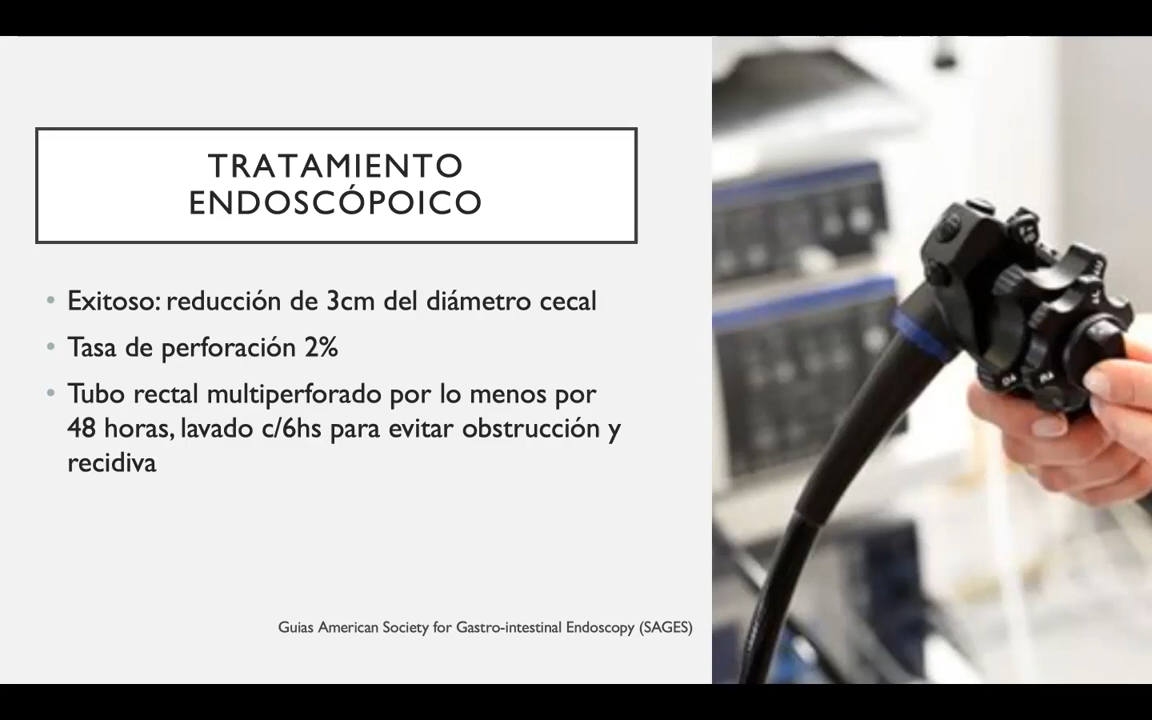 TRATAMIENTO
ENDOSCÓPOICO
• Exitoso: reducción de 3cm del diámetro cecal
• Tasa de perforación 2%
• Tubo rectal multiperforado por lo menos por
48 horas, lavado c/6hs para evitar obstrucción y
recidiva
Guias American Society for Gastro-intestinal Endoscopy (SAGES)